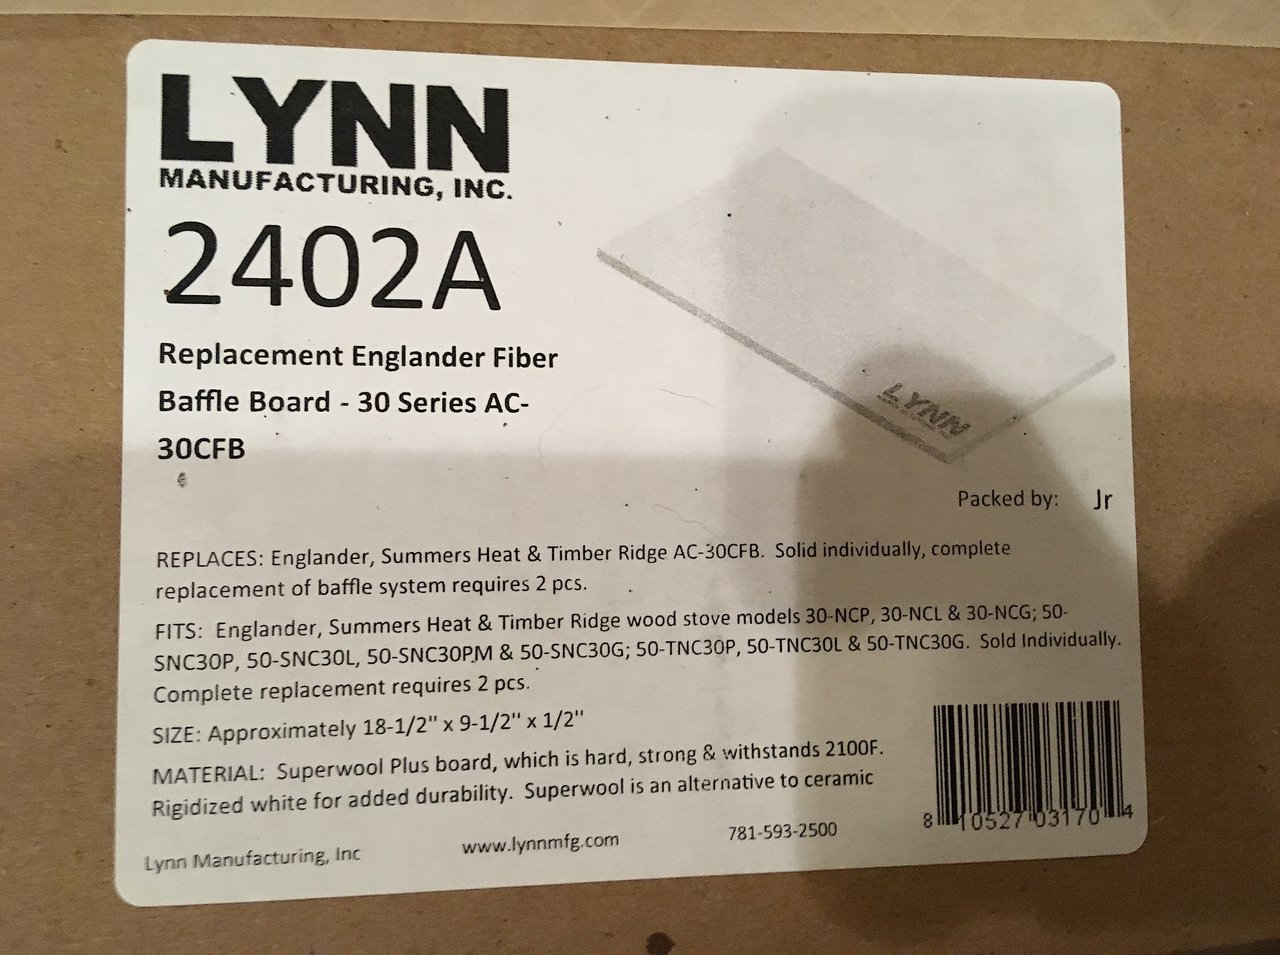 LYNN
MANUFACTURING, INC.
2402A
Replacement Englander Fiber
Baffle Board - 30 Series AC-
30CFB
LYNN
Packed by: Jr
REPLACES: Englander, Summers Heat & Timber Ridge AC-30CFB. Solid individually, complete
replacement of baffle system requires 2 pcs.
FITS: Englander, Summers Heat & Timber Ridge wood stove models 30-NCP, 30-NCL & 30-NCG; 50-
SNC30P, 50-SNC30L, 50-SNC30PM & 50-SNC30G; 50-TNC30P, 50-TNC30L & 50-TNC30G. Sold Individually.
Complete replacement requires 2 pcs.
SIZE: Approximately 18-1/2" x 9-1/2" x 1/2"
MATERIAL: Superwool Plus board, which is hard, strong & withstands 2100F.
Rigidized white for added durability. Superwool is an alternative to ceramic
8 10527 03170 4
Lynn Manufacturing, Inc www.lynnmfg.com 781-593-2500